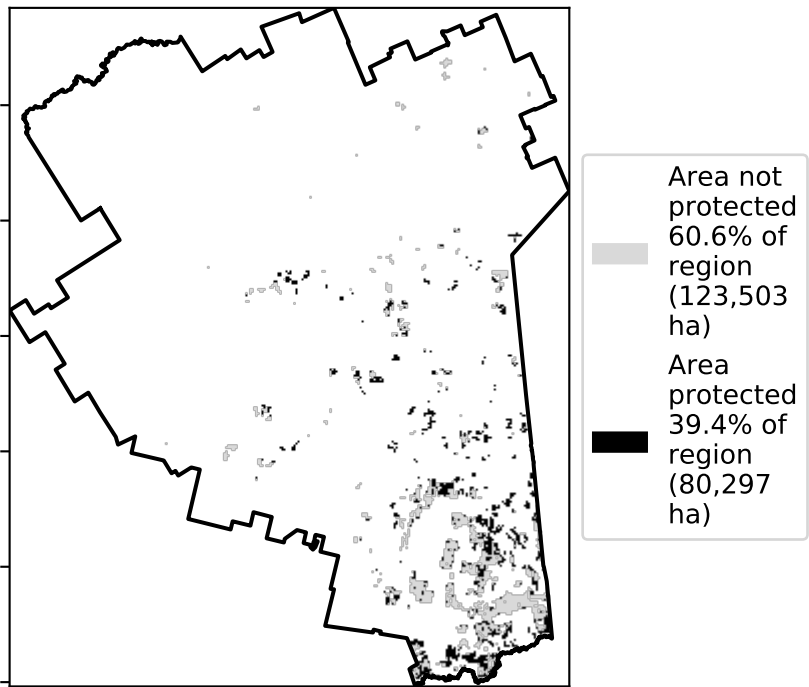 Area not
protected
60.6% of
region
(123,503
ha)
Area
protected
39.4% of
region
(80,297
ha)